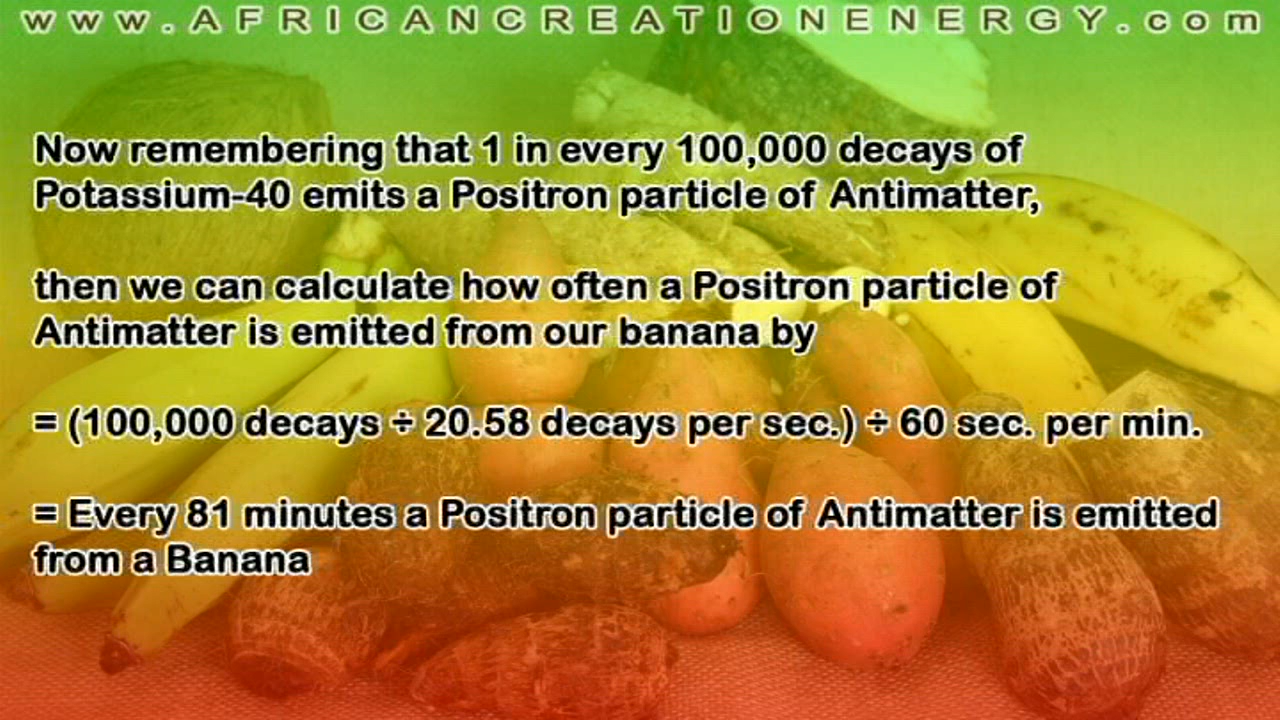 www.AFRICANCREATIONENERGY.com
Now remembering that 1 in every 100,000 decays of
Potassium-40 emits a Positron particle of Antimatter,
then we can calculate how often a Positron particle of
Antimatter is emitted from our banana by
= (100,000 decays ÷ 20.58 decays per sec.) ÷ 60 sec. per min.
= Every 81 minutes a Positron particle of Antimatter is emitted
from a Banana